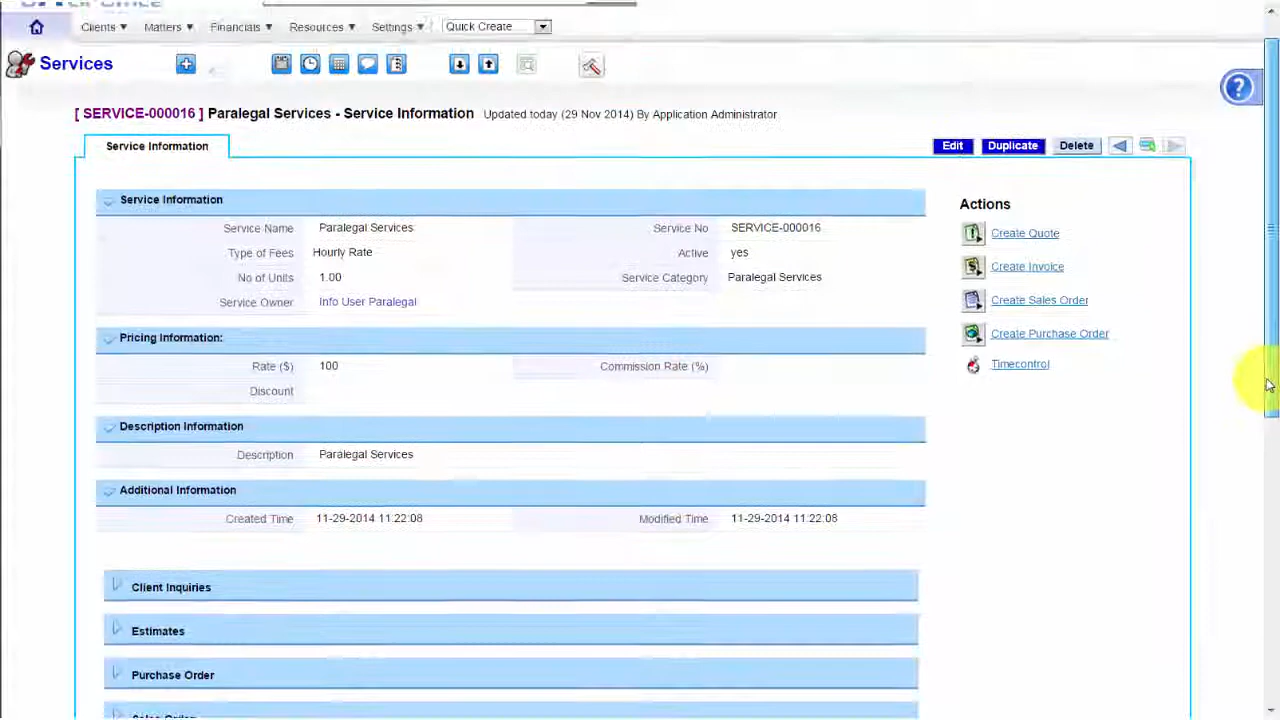 Clients Matters Financials Resources Settings Quick Create
Services
[ SERVICE-000016 ] Paralegal Services - Service Information Updated today (29 Nov 2014) By Application Administrator
Service Information Edit Duplicate Delete
Service Information
Service Name Paralegal Services Service No SERVICE-000016
Type of Fees Hourly Rate Active yes
No of Units 1.00 Service Category Paralegal Services
Service Owner Info User Paralegal
Pricing Information:
Rate ($) 100 Commission Rate (%)
Discount
Description Information
Description Paralegal Services
Additional Information
Created Time 11-29-2014 11:22:08 Modified Time 11-29-2014 11:22:08
Client Inquiries
Estimates
Purchase Order
Sales Order
Actions
Create Quote
Create Invoice
Create Sales Order
Create Purchase Order
Timecontrol
?